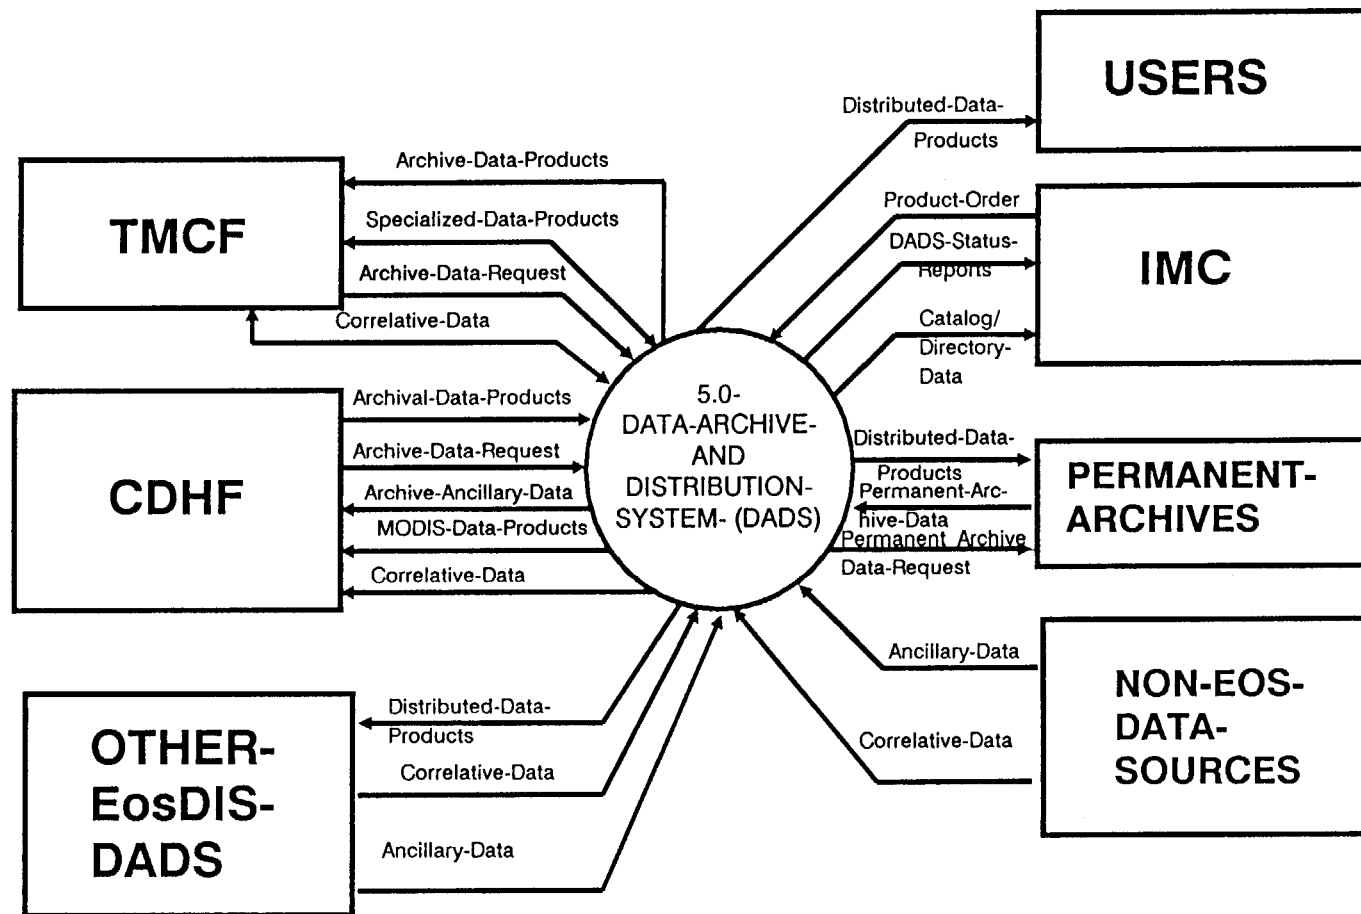 USERS
Distributed-Data-
Products
Archive-Data-Products
TMCF
Specialized-Data-Products
Archive-Data-Request
Correlative-Data
Product-Order
DADS-Status-
Reports
IMC
Catalog/
Directory-
Data
CDHF
Archival-Data-Products
Archive-Data-Request
Archive-Ancillary-Data
MODIS-Data-Products
Correlative-Data
5.0-
DATA-ARCHIVE-
AND
DISTRIBUTION-
SYSTEM- (DADS)
Distributed-Data-
Products
Permanent-Arc-
hive-Data
Permanent_Archive
Data-Request
PERMANENT-
ARCHIVES
OTHER-
EosDIS-
DADS
Distributed-Data-
Products
Correlative-Data
Ancillary-Data
Ancillary-Data
Correlative-Data
NON-EOS-
DATA-
SOURCES